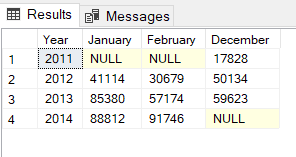 Results Messages
Year January February December
1 2011 NULL NULL 17828
2 2012 41114 30679 50134
3 2013 85380 57174 59623
4 2014 88812 91746 NULL